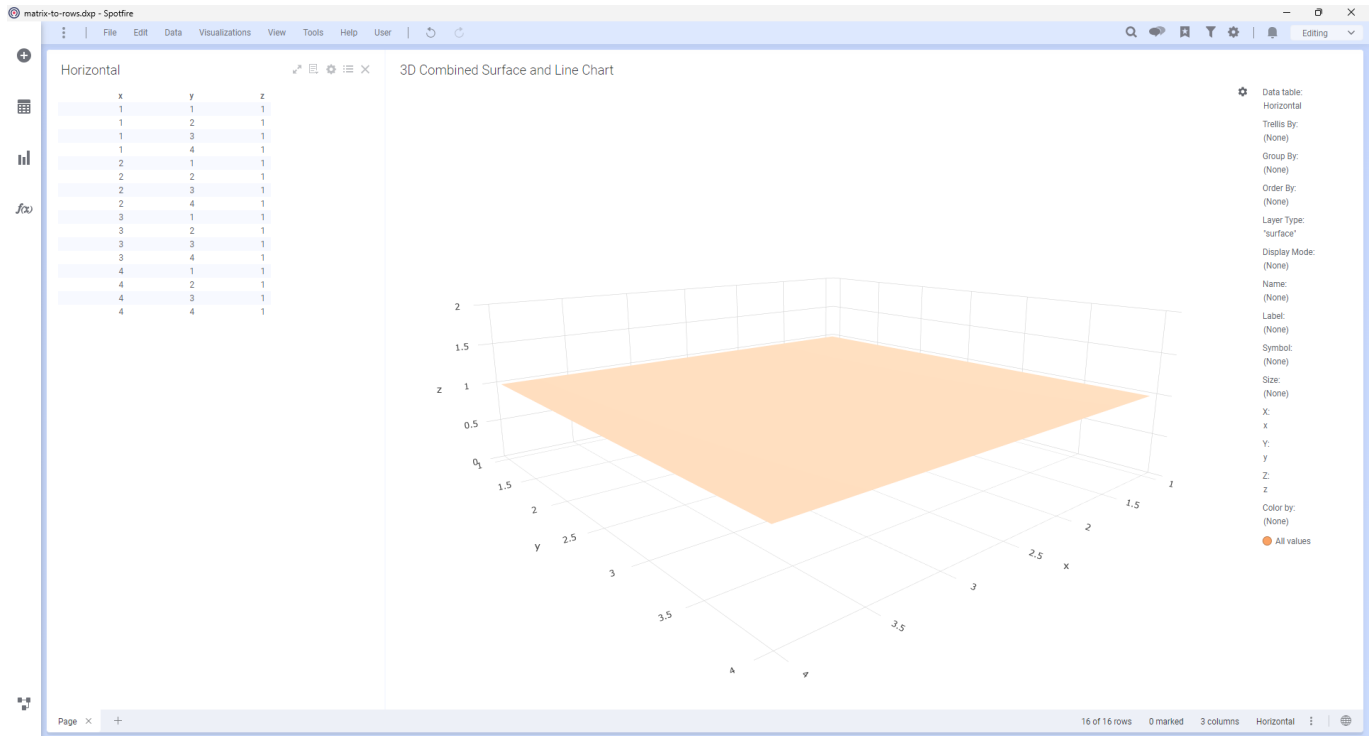 matrix-to-rows.dxp - Spotfire
File Edit Data Visualizations View Tools Help User Editing
Horizontal
x y z
1 1 1
1 2 1
1 3 1
1 4 1
2 1 1
2 2 1
2 3 1
2 4 1
3 1 1
3 2 1
3 3 1
3 4 1
4 1 1
4 2 1
4 3 1
4 4 1
3D Combined Surface and Line Chart
2
1.5
z 1
0.5
0
1
1.5
2
2.5
y
3
3.5
4
4
3.5
3
x
2.5
2
1.5
1
Data table:
Horizontal
Trellis By:
(None)
Group By:
(None)
Order By:
(None)
Layer Type:
"surface"
Display Mode:
(None)
Name:
(None)
Label:
(None)
Symbol:
(None)
Size:
(None)
X:
x
Y:
y
Z:
z
Color by:
(None)
All values
f(x)
Page
16 of 16 rows 0 marked 3 columns Horizontal